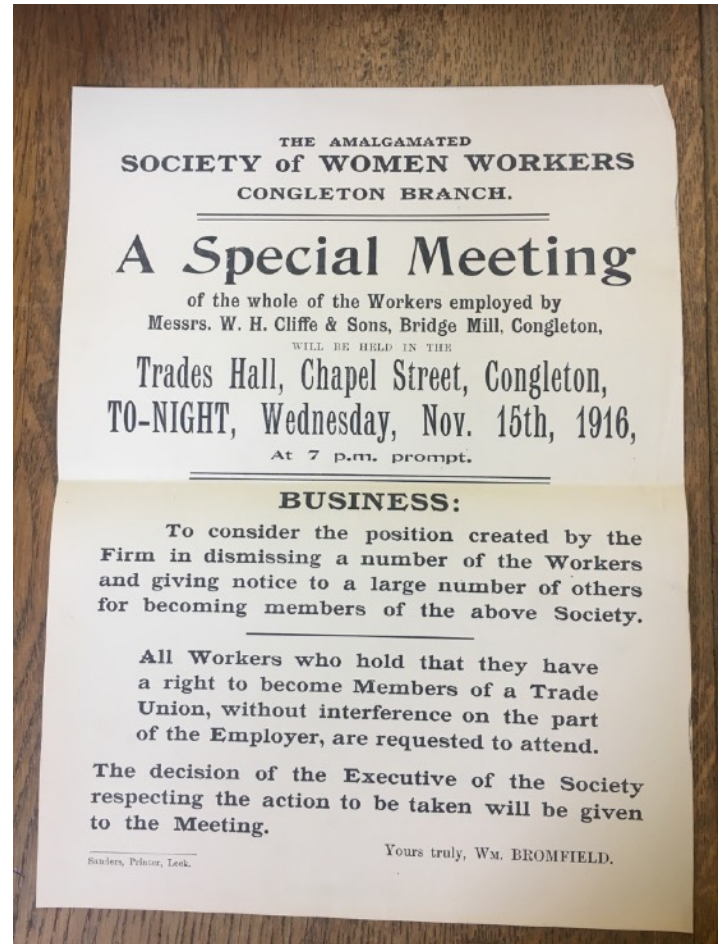 THE AMALGAMATED
SOCIETY of WOMEN WORKERS
CONGLETON BRANCH.
A Special Meeting
of the whole of the Workers employed by
Messrs. W. H. Cliffe & Sons, Bridge Mill, Congleton,
WILL BE HELD IN THE
Trades Hall, Chapel Street, Congleton,
TO-NIGHT, Wednesday, Nov. 15th, 1916,
At 7 p.m. prompt.
BUSINESS:
To consider the position created by the
Firm in dismissing a number of the Workers
and giving notice to a large number of others
for becoming members of the above Society.
All Workers who hold that they have
a right to become Members of a Trade
Union, without interference on the part
of the Employer, are requested to attend.
The decision of the Executive of the Society
respecting the action to be taken will be given
to the Meeting.
Yours truly, WM. BROMFIELD.
Sanders, Printer, Leek.